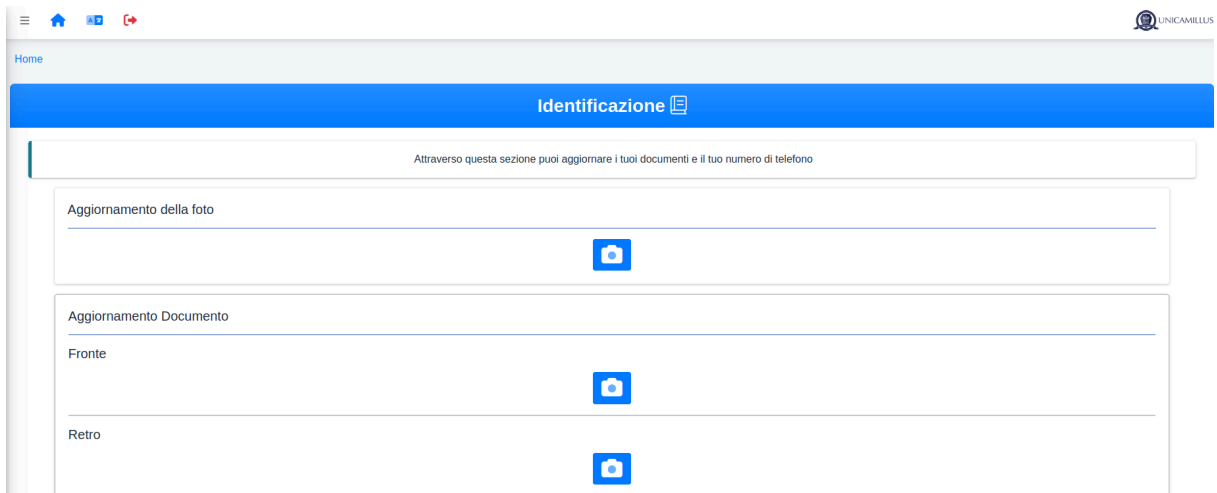 UNICAMILLUS
Home
Identificazione
Attraverso questa sezione puoi aggiornare i tuoi documenti e il tuo numero di telefono
Aggiornamento della foto
Aggiornamento Documento
Fronte
Retro